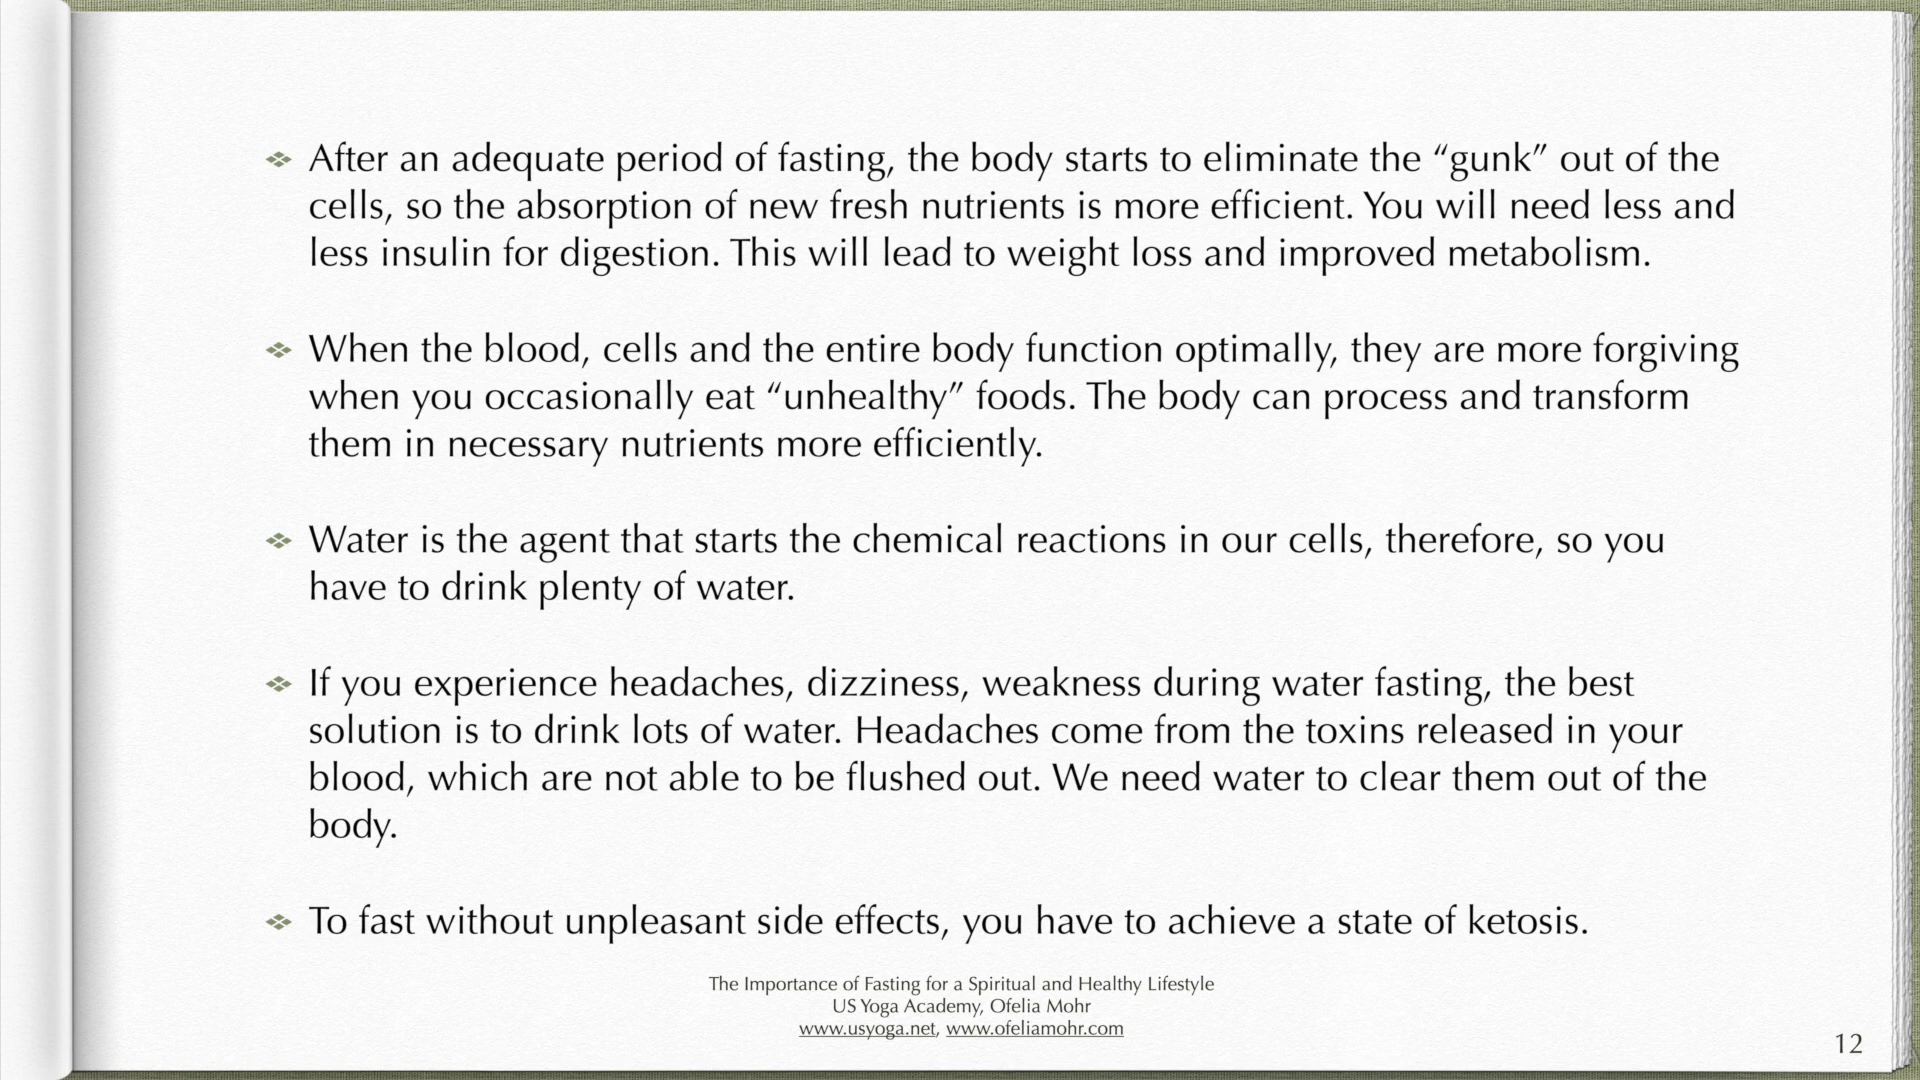 After an adequate period of fasting, the body starts to eliminate the “gunk” out of the
cells, so the absorption of new fresh nutrients is more efficient. You will need less and
less insulin for digestion. This will lead to weight loss and improved metabolism.
When the blood, cells and the entire body function optimally, they are more forgiving
when you occasionally eat “unhealthy” foods. The body can process and transform
them in necessary nutrients more efficiently.
Water is the agent that starts the chemical reactions in our cells, therefore, so you
have to drink plenty of water.
If you experience headaches, dizziness, weakness during water fasting, the best
solution is to drink lots of water. Headaches come from the toxins released in your
blood, which are not able to be flushed out. We need water to clear them out of the
body.
To fast without unpleasant side effects, you have to achieve a state of ketosis.
The Importance of Fasting for a Spiritual and Healthy Lifestyle
US Yoga Academy, Ofelia Mohr
www.usyoga.net, www.ofeliamohr.com
12